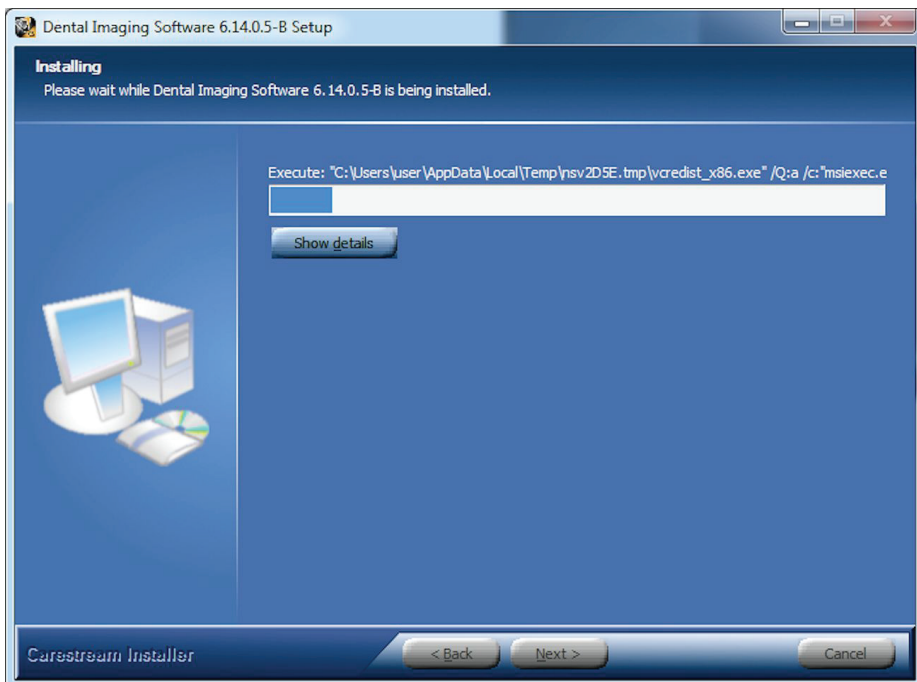 Dental Imaging Software 6.14.0.5-B Setup
Installing
Please wait while Dental Imaging Software 6.14.0.5-B is being installed.
Execute: "C:\Users\user\AppData\Local\Temp\nsv2D5E.tmp\vcredist_x86.exe" /Q:a /c:"msiexec.e
Show details
Carestream Installer
< Back
Next >
Cancel